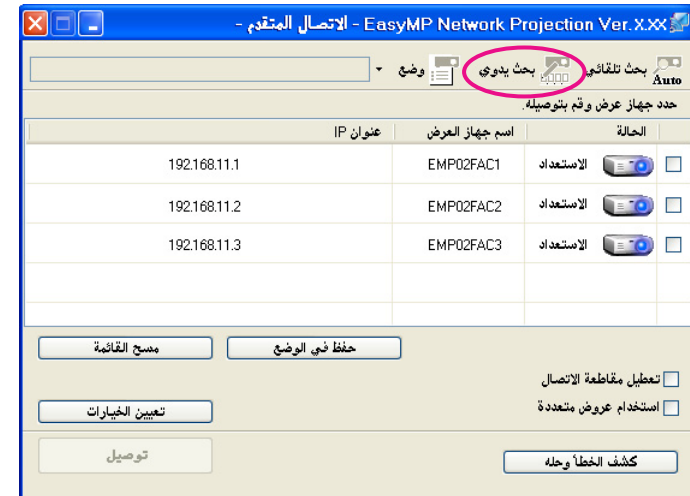 EasyMP Network Projection Ver.X.XX - الاتصال المتقدم -
بحث تلقائي Auto بحث يدوي وضع
حدد جهاز عرض وقم بتوصيله.
الحالة اسم جهاز العرض عنوان IP
الاستعداد EMP02FAC1 192.168.11.1
الاستعداد EMP02FAC2 192.168.11.2
الاستعداد EMP02FAC3 192.168.11.3
حفظ في الوضع مسح القائمة
تعطيل مقاطعة الاتصال
استخدام عروض متعددة تعيين الخيارات
كشف الخطأ وحله توصيل